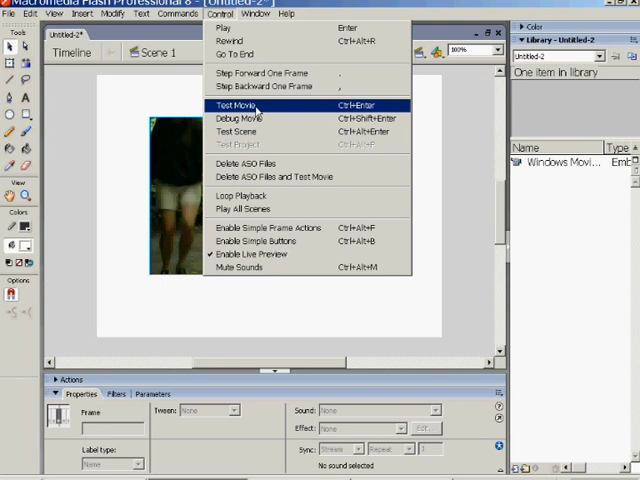 Macromedia Flash Professional 8 - [Untitled-2*]
File Edit View Insert Modify Text Commands Control Window Help
Tools
View
Colors
Options
Untitled-2*
Timeline Scene 1 100%
Play Enter
Rewind Ctrl+Alt+R
Go To End
Step Forward One Frame .
Step Backward One Frame ,
Test Movie Ctrl+Enter
Debug Movie Ctrl+Shift+Enter
Test Scene Ctrl+Alt+Enter
Test Project Ctrl+Alt+P
Delete ASO Files
Delete ASO Files and Test Movie
Loop Playback
Play All Scenes
Enable Simple Frame Actions Ctrl+Alt+F
Enable Simple Buttons Ctrl+Alt+B
Enable Live Preview
Mute Sounds Ctrl+Alt+M
Color
Library - Untitled-2
Untitled-2*
One item in library
Name Type
Windows Movi... Emb
Actions
Properties Filters Parameters
Frame Tween: None Sound: None
Effect: None Edit...
Label type: Sync: Stream Repeat 1
None No sound selected